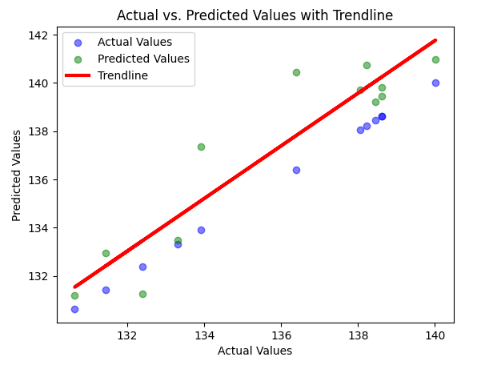 Actual vs. Predicted Values with Trendline
Actual Values
Predicted Values
Trendline
142
140
138
136
134
132
Predicted Values
132
134
136
138
140
Actual Values